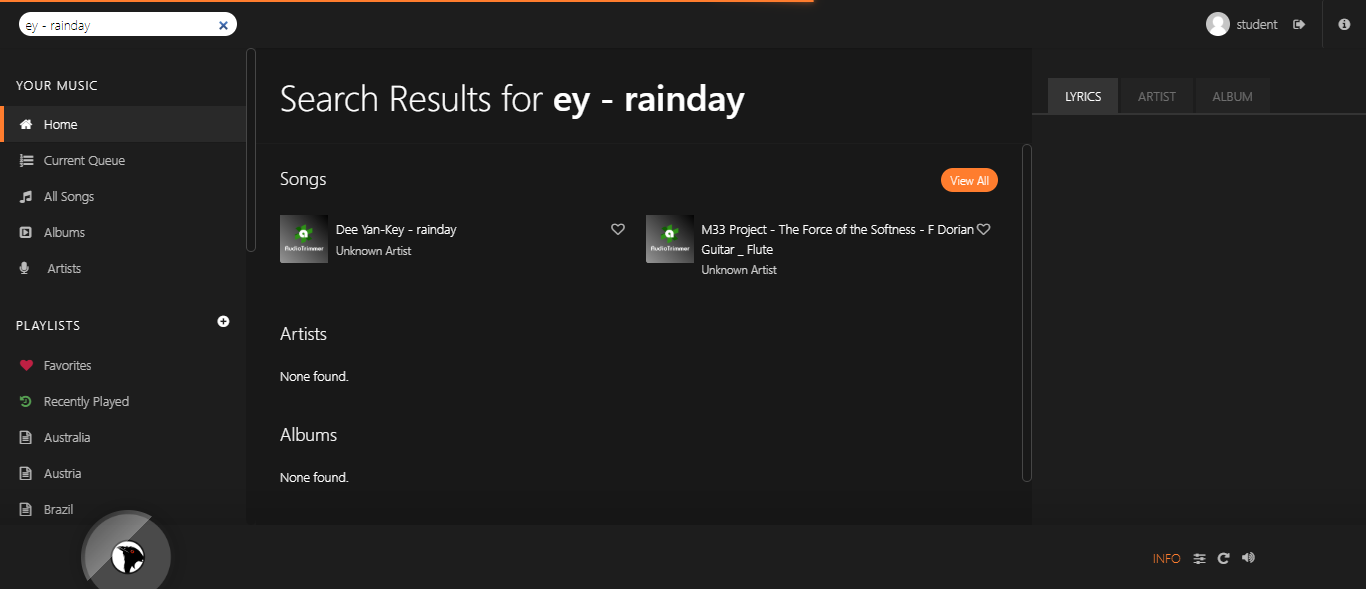 ey - rainday
student
YOUR MUSIC
Home
Current Queue
All Songs
Albums
Artists
PLAYLISTS
Favorites
Recently Played
Australia
Austria
Brazil
Search Results for ey - rainday
Songs
View All
AudioTrimmer
Dee Yan-Key - rainday
Unknown Artist
AudioTrimmer
M33 Project - The Force of the Softness - F Dorian
Guitar _ Flute
Unknown Artist
Artists
None found.
Albums
None found.
LYRICS
ARTIST
ALBUM
INFO